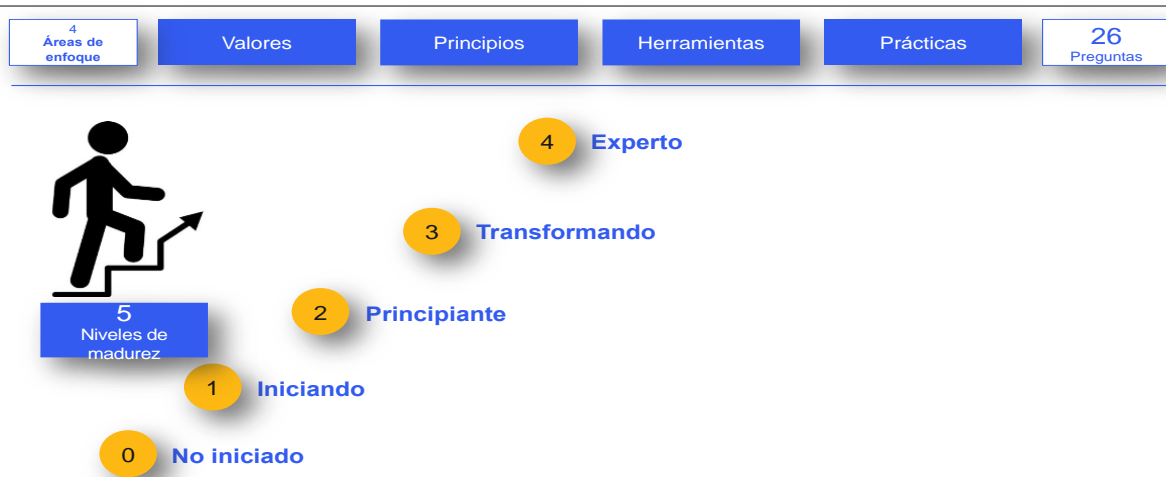 4
Áreas de
enfoque
Valores
Principios
Herramientas
Prácticas
26
Preguntas
4 Experto
3 Transformando
5
Niveles de
madurez
2 Principiante
1 Iniciando
0 No iniciado